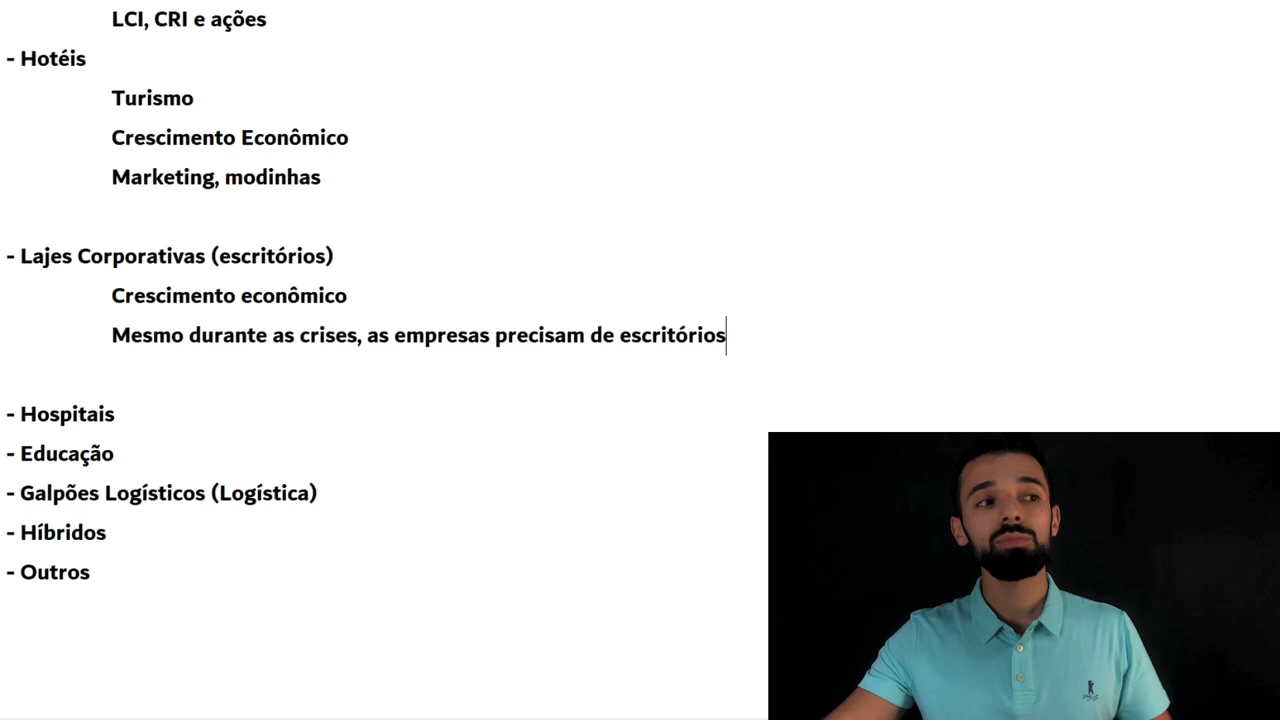 LCI, CRI e ações
- Hotéis
Turismo
Crescimento Econômico
Marketing, modinhas
- Lajes Corporativas (escritórios)
Crescimento econômico
Mesmo durante as crises, as empresas precisam de escritórios
- Hospitais
- Educação
- Galpões Logísticos (Logística)
- Híbridos
- Outros